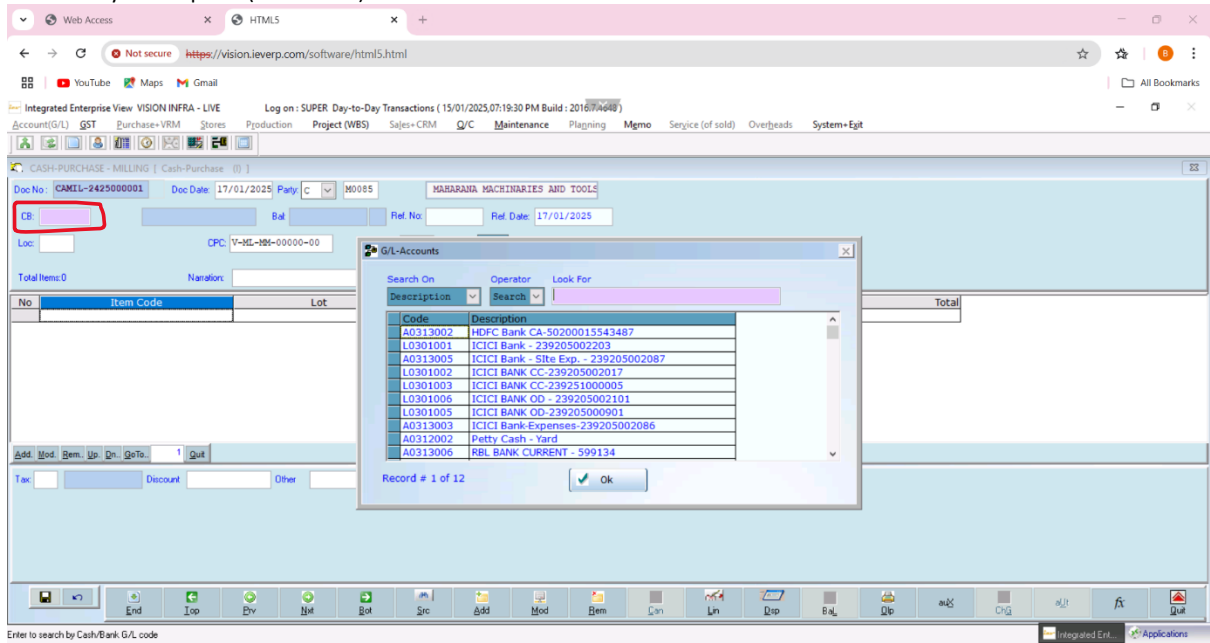 Web Access HTML5
Not secure https://vision.ieverp.com/software/html5.html B
YouTube Maps Gmail All Bookmarks
Integrated Enterprise View VISION INFRA - LIVE Log on : SUPER Day-to-Day Transactions ( 15/01/2025,07:19:30 PM Build : 2016.7.4648 )
Account(G/L) GST Purchase+VRM Stores Production Project (WBS) Sales+CRM Q/C Maintenance Planning Memo Service (of sold) Overheads System+Exit
CASH-PURCHASE - MILLING [ Cash-Purchase (I) ]
Doc No : CAMIL-2425000001 Doc Date: 17/01/2025 Party: C M0085 MAHARANA MACHINARIES AND TOOLS
CB: Bal: Ref. No: Ref. Date: 17/01/2025
Loc: CPC: V-ML-MM-00000-00
G/L-Accounts
Total Items:0 Narration:
Search On Operator Look For
Description Search
No Item Code Lot Total
Code Description
A0313002 HDFC Bank CA-50200015543487
L0301001 ICICI Bank - 239205002203
A0313005 ICICI Bank - SIte Exp. - 239205002087
L0301002 ICICI BANK CC-239205002017
L0301003 ICICI BANK CC-239251000005
L0301006 ICICI BANK OD - 239205002101
L0301005 ICICI BANK OD-239205000901
A0313003 ICICI Bank-Expenses-239205002086
A0312002 Petty Cash - Yard
A0313006 RBL BANK CURRENT - 599134
Add. Mod. Rem.. Up. Dn.. GoTo.. 1 Quit
Tax: Discount Other
Record # 1 of 12 Ok
End Top Prv Nxt Bot Src Add Mod Rem Can Lin Dsp Bal Dlp auX ChG aUt fx Quit
Enter to search by Cash/Bank G/L code Integrated Ent... Applications